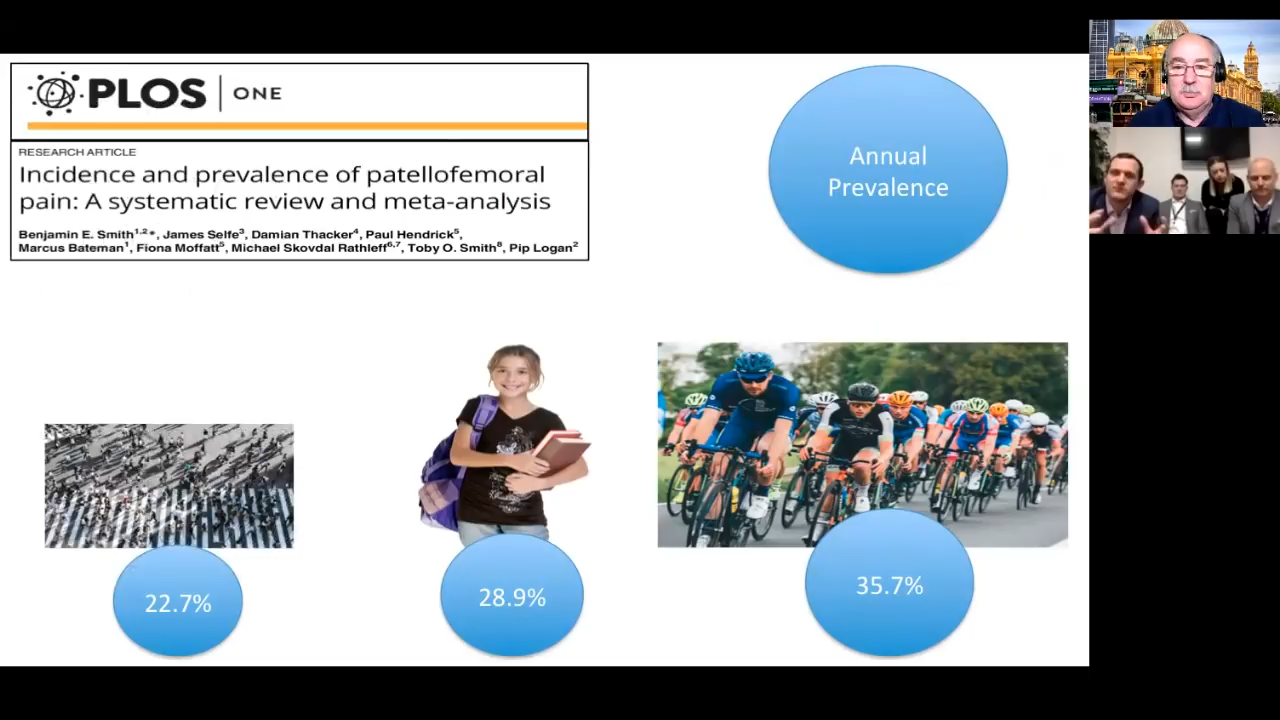 PLOS ONE
RESEARCH ARTICLE
Incidence and prevalence of patellofemoral
pain: A systematic review and meta-analysis
Benjamin E. Smith1,2*, James Selfe3, Damian Thacker4, Paul Hendrick5,
Marcus Bateman1, Fiona Moffatt5, Michael Skovdal Rathleff6,7, Toby O. Smith8, Pip Logan2
Annual
Prevalence
22.7%
28.9%
35.7%